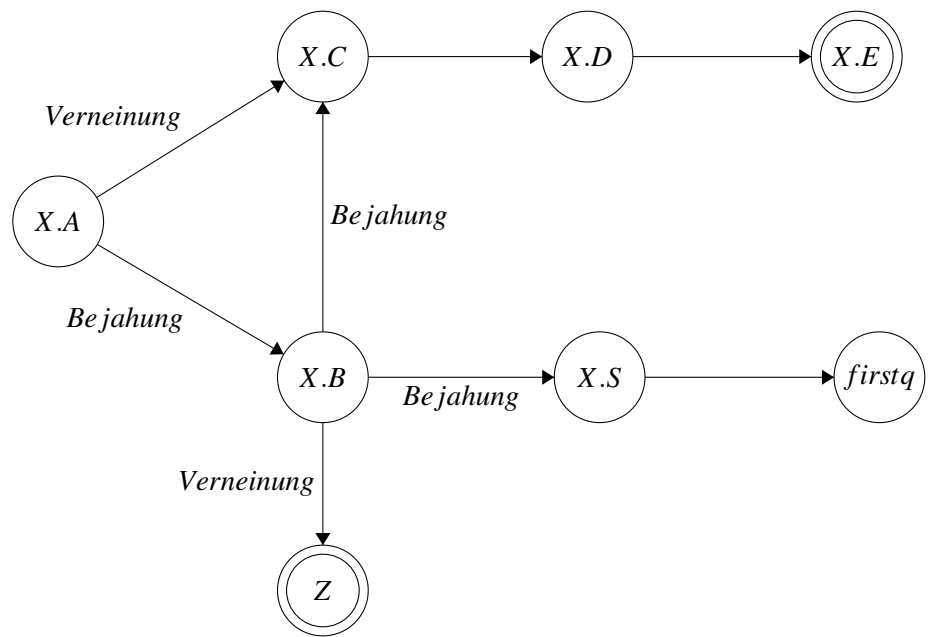 X.C
X.D
X.E
Verneinung
X.A
Bejahung
Bejahung
X.B
Bejahung
X.S
firstq
Verneinung
Z